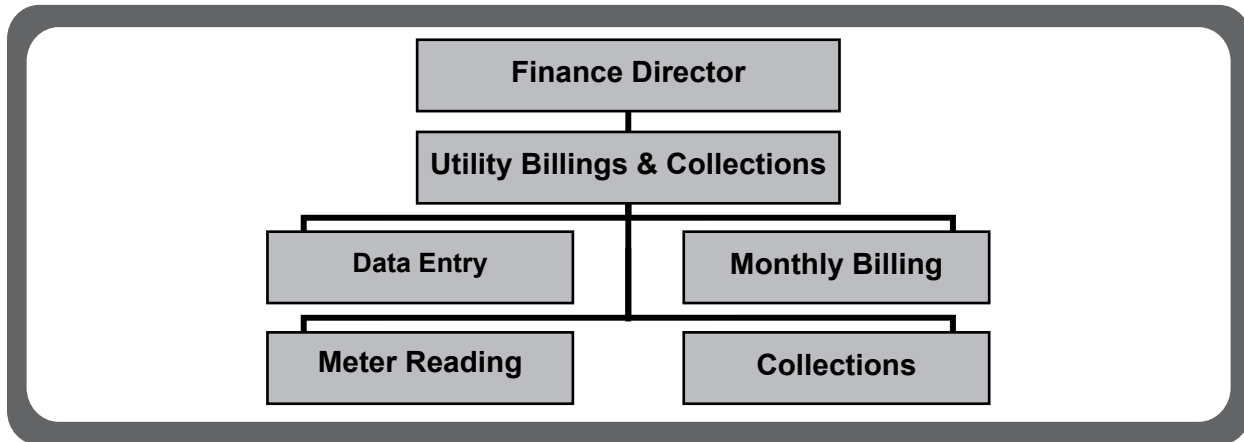 Finance Director
Utility Billings & Collections
Data Entry
Monthly Billing
Meter Reading
Collections